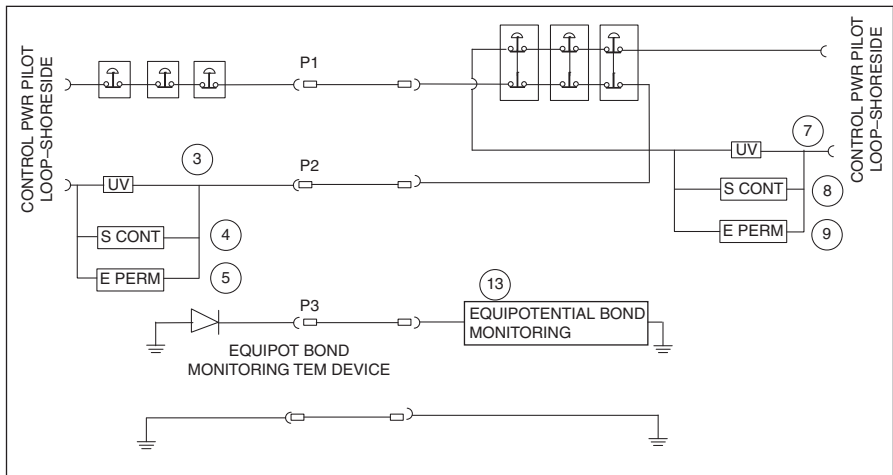 CONTROL PWR PILOT
LOOP–SHORESIDE
P1
CONTROL PWR PILOT
LOOP–SHORESIDE
3
P2
UV
S CONT
4
E PERM
5
7
UV
S CONT
8
E PERM
9
P3
13
EQUIPOTENTIAL BOND
MONITORING
EQUIPOT BOND
MONITORING TEM DEVICE